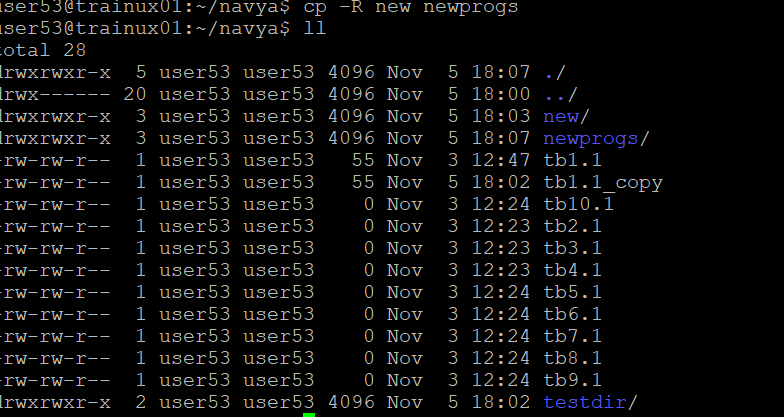 user53@trainux01:~/navya$ cp -R new newprogs
user53@trainux01:~/navya$ ll
total 28
drwxrwxr-x  5 user53 user53 4096 Nov  5 18:07 ./
drwx------ 20 user53 user53 4096 Nov  5 18:00 ../
drwxrwxr-x  3 user53 user53 4096 Nov  5 18:03 new/
drwxrwxr-x  3 user53 user53 4096 Nov  5 18:07 newprogs/
-rw-rw-r--  1 user53 user53   55 Nov  3 12:47 tb1.1
-rw-rw-r--  1 user53 user53   55 Nov  5 18:02 tb1.1_copy
-rw-rw-r--  1 user53 user53    0 Nov  3 12:24 tb10.1
-rw-rw-r--  1 user53 user53    0 Nov  3 12:23 tb2.1
-rw-rw-r--  1 user53 user53    0 Nov  3 12:23 tb3.1
-rw-rw-r--  1 user53 user53    0 Nov  3 12:23 tb4.1
-rw-rw-r--  1 user53 user53    0 Nov  3 12:24 tb5.1
-rw-rw-r--  1 user53 user53    0 Nov  3 12:24 tb6.1
-rw-rw-r--  1 user53 user53    0 Nov  3 12:24 tb7.1
-rw-rw-r--  1 user53 user53    0 Nov  3 12:24 tb8.1
-rw-rw-r--  1 user53 user53    0 Nov  3 12:24 tb9.1
drwxrwxr-x  2 user53 user53 4096 Nov  5 18:02 testdir/